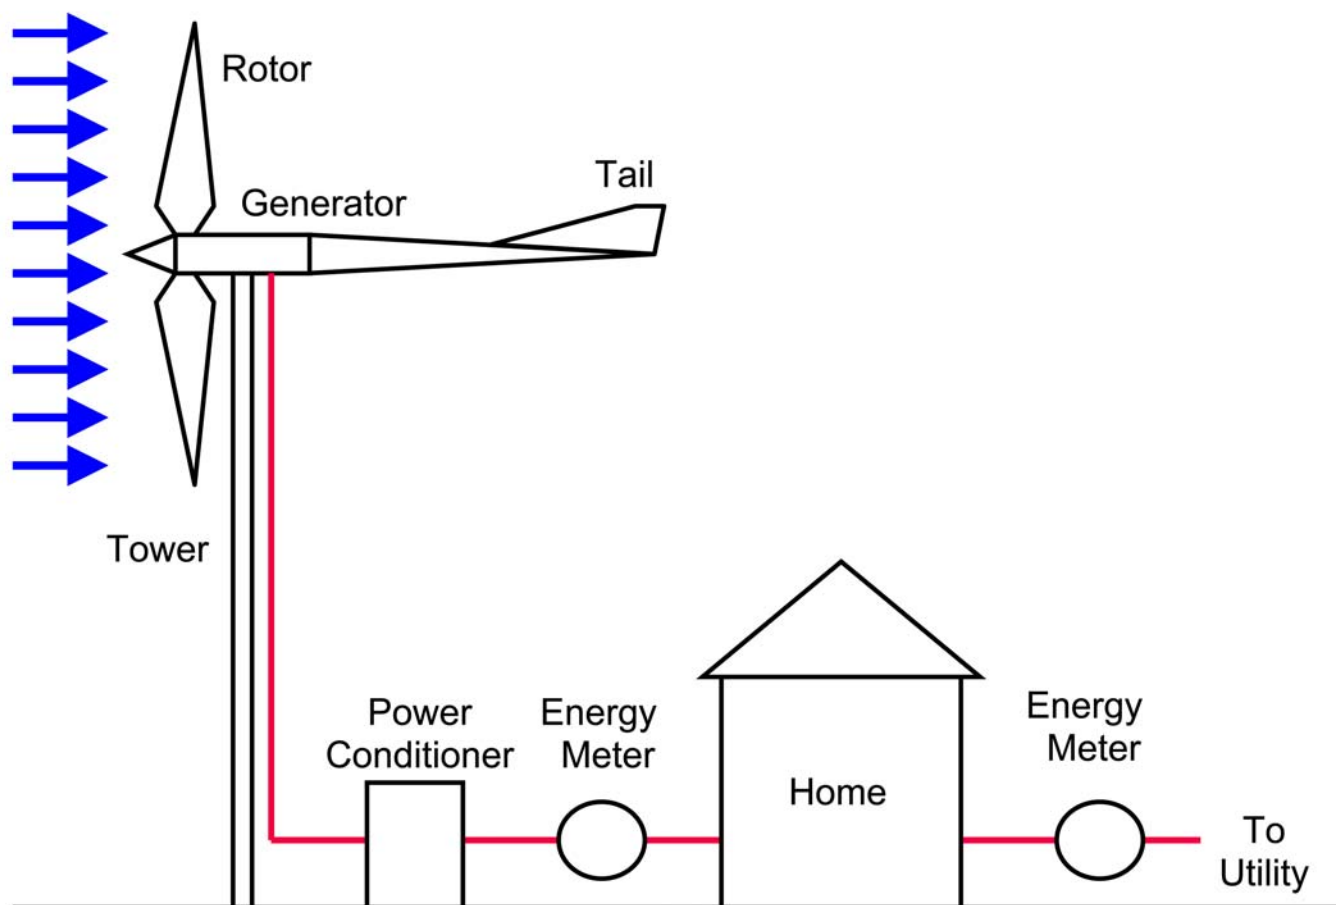 Rotor
Tail
Generator
Tower
Power
Conditioner
Energy
Meter
Home
Energy
Meter
To
Utility